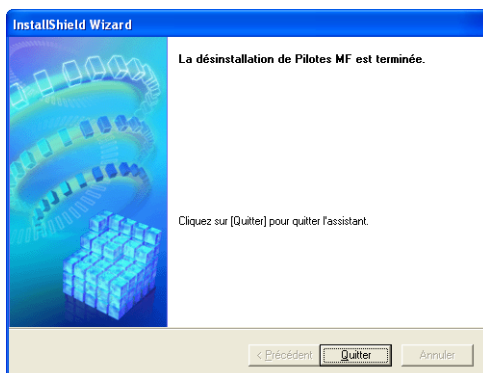 InstallShield Wizard
La désinstallation de Pilotes MF est terminée.
Cliquez sur [Quitter] pour quitter l'assistant.
< Précédent Quitter Annuler